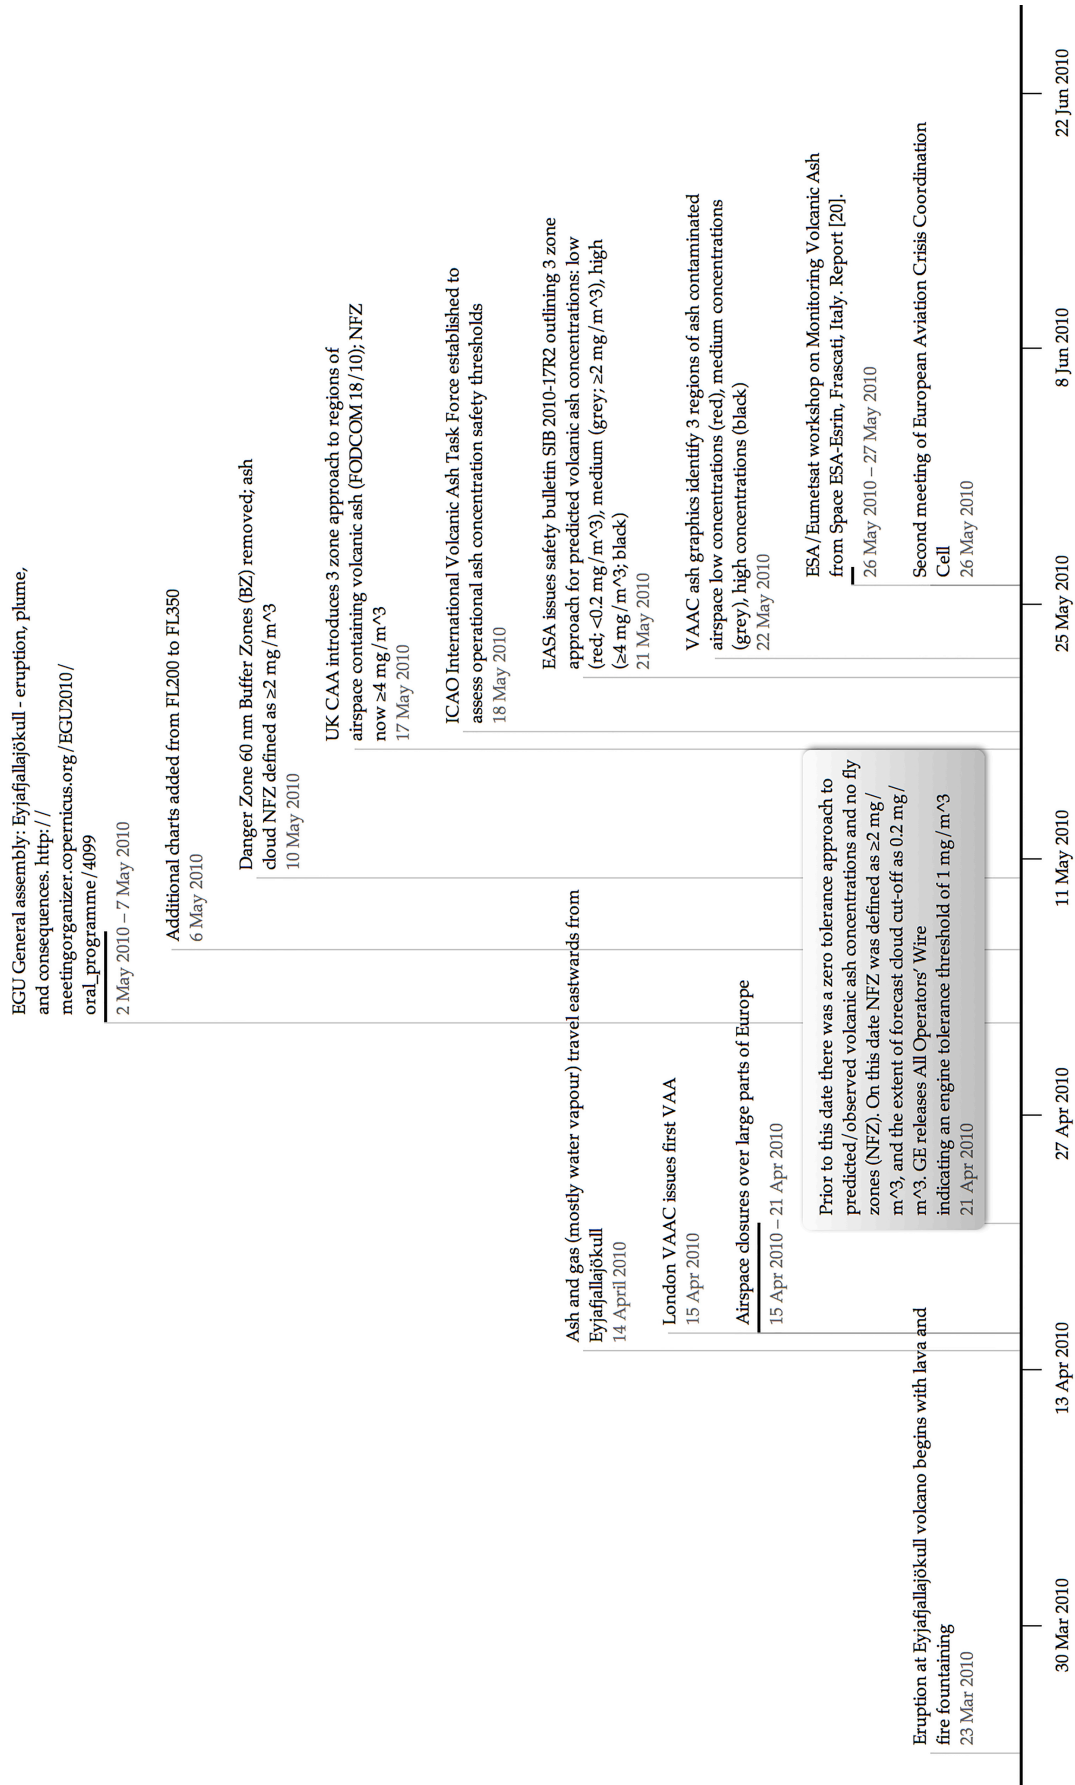 EGU General assembly: Eyjafjallajökull - eruption, plume,
and consequences. http://
meetingorganizer.copernicus.org/EGU2010/
oral_programme/4099
2 May 2010 – 7 May 2010
Additional charts added from FL200 to FL350
6 May 2010
Danger Zone 60 nm Buffer Zones (BZ) removed; ash
cloud NFZ defined as ≥2 mg/m^3
10 May 2010
UK CAA introduces 3 zone approach to regions of
airspace containing volcanic ash (FODCOM 18/10); NFZ
now ≥4 mg/m^3
17 May 2010
ICAO International Volcanic Ash Task Force established to
assess operational ash concentration safety thresholds
18 May 2010
EASA issues safety bulletin SIB 2010-17R2 outlining 3 zone
approach for predicted volcanic ash concentrations: low
(red; <0.2 mg/m^3), medium (grey; ≥2 mg/m^3), high
(≥4 mg/m^3; black)
21 May 2010
Ash and gas (mostly water vapour) travel eastwards from
Eyjafjallajökull
14 April 2010
London VAAC issues first VAA
15 Apr 2010
VAAC ash graphics identify 3 regions of ash contaminated
airspace low concentrations (red), medium concentrations
(grey), high concentrations (black)
22 May 2010
Airspace closures over large parts of Europe
15 Apr 2010 – 21 Apr 2010
ESA/Eumetsat workshop on Monitoring Volcanic Ash
from Space ESA-Esrin, Frascati, Italy. Report [20].
26 May 2010 – 27 May 2010
Prior to this date there was a zero tolerance approach to
predicted/observed volcanic ash concentrations and no fly
zones (NFZ). On this date NFZ was defined as ≥2 mg/
m^3, and the extent of forecast cloud cut-off as 0.2 mg/
m^3. GE releases All Operators' Wire
indicating an engine tolerance threshold of 1 mg/m^3
21 Apr 2010
Eruption at Eyjafjallajökull volcano begins with lava and
fire fountaining
23 Mar 2010
Second meeting of European Aviation Crisis Coordination
Cell
26 May 2010
30 Mar 2010
13 Apr 2010
27 Apr 2010
11 May 2010
25 May 2010
8 Jun 2010
22 Jun 2010